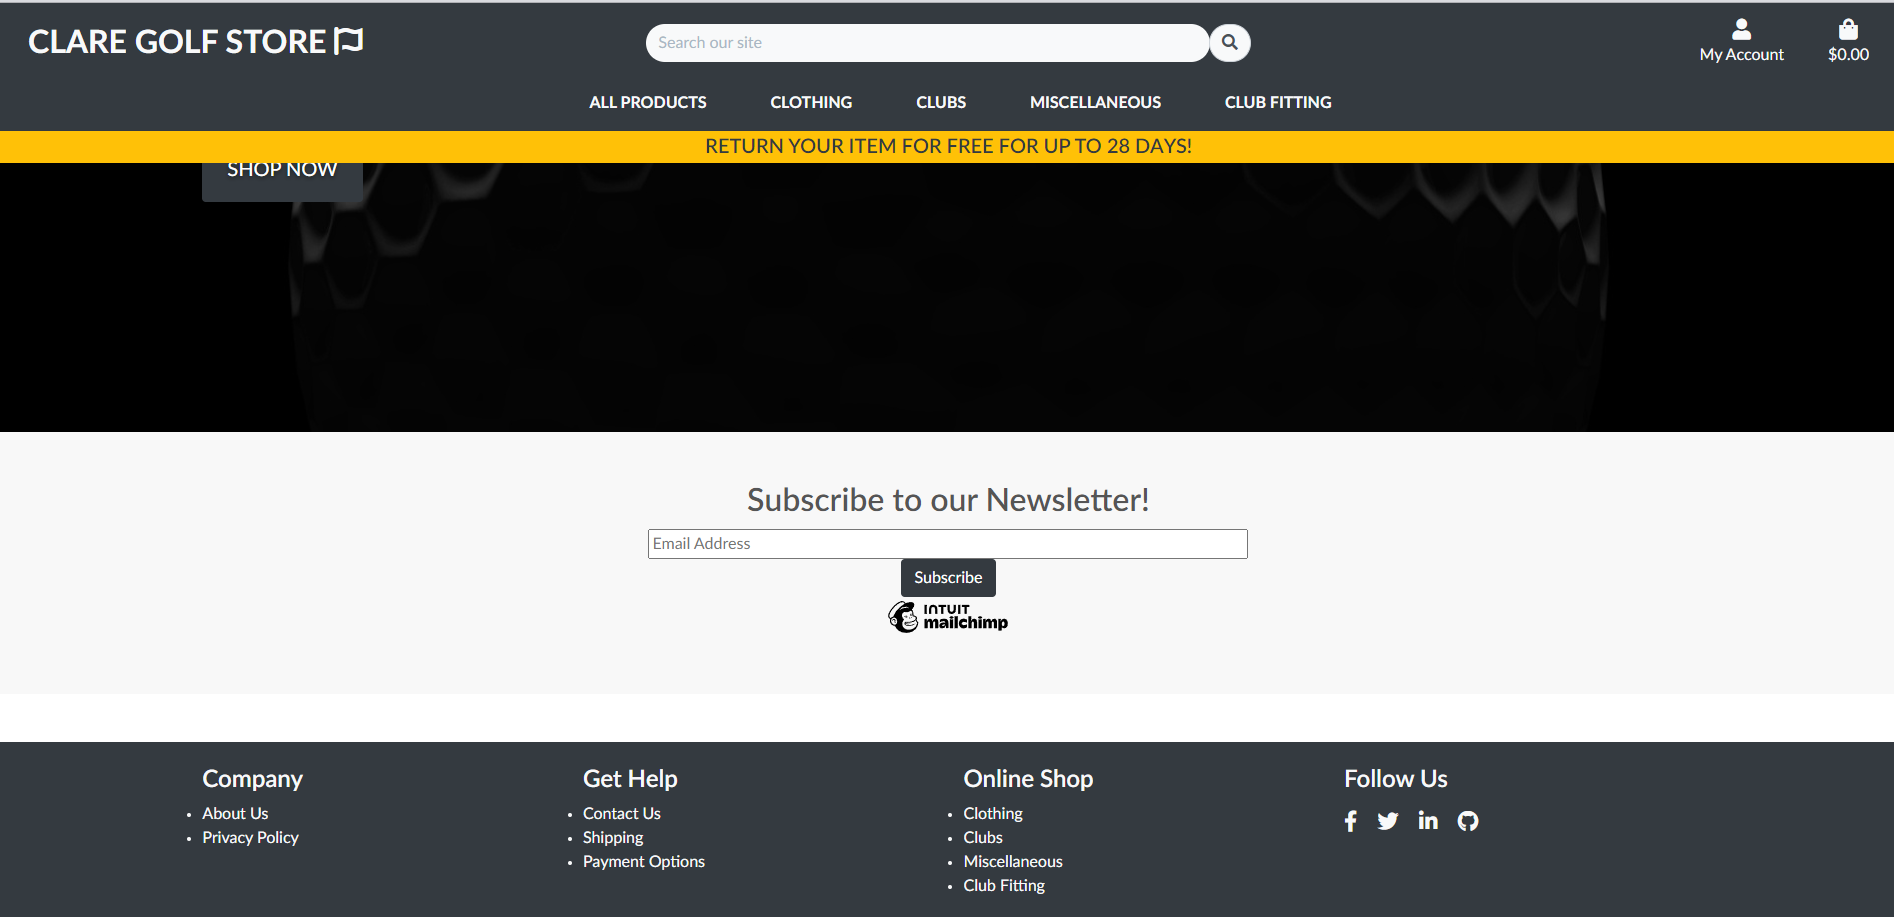 CLARE GOLF STORE
Search our site
My Account
$0.00
ALL PRODUCTS CLOTHING CLUBS MISCELLANEOUS CLUB FITTING
RETURN YOUR ITEM FOR FREE FOR UP TO 28 DAYS!
SHOP NOW
Subscribe to our Newsletter!
Email Address
Subscribe
INTUIT
mailchimp
Company
About Us
Privacy Policy
Get Help
Contact Us
Shipping
Payment Options
Online Shop
Clothing
Clubs
Miscellaneous
Club Fitting
Follow Us